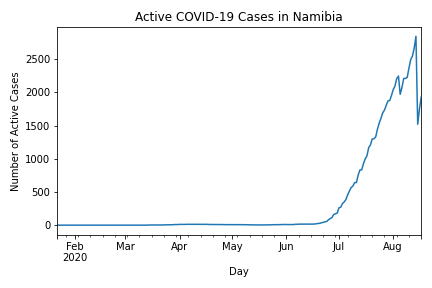 Active COVID-19 Cases in Namibia
Number of Active Cases
2500
2000
1500
1000
500
0
Feb Mar Apr May Jun Jul Aug
2020
Day